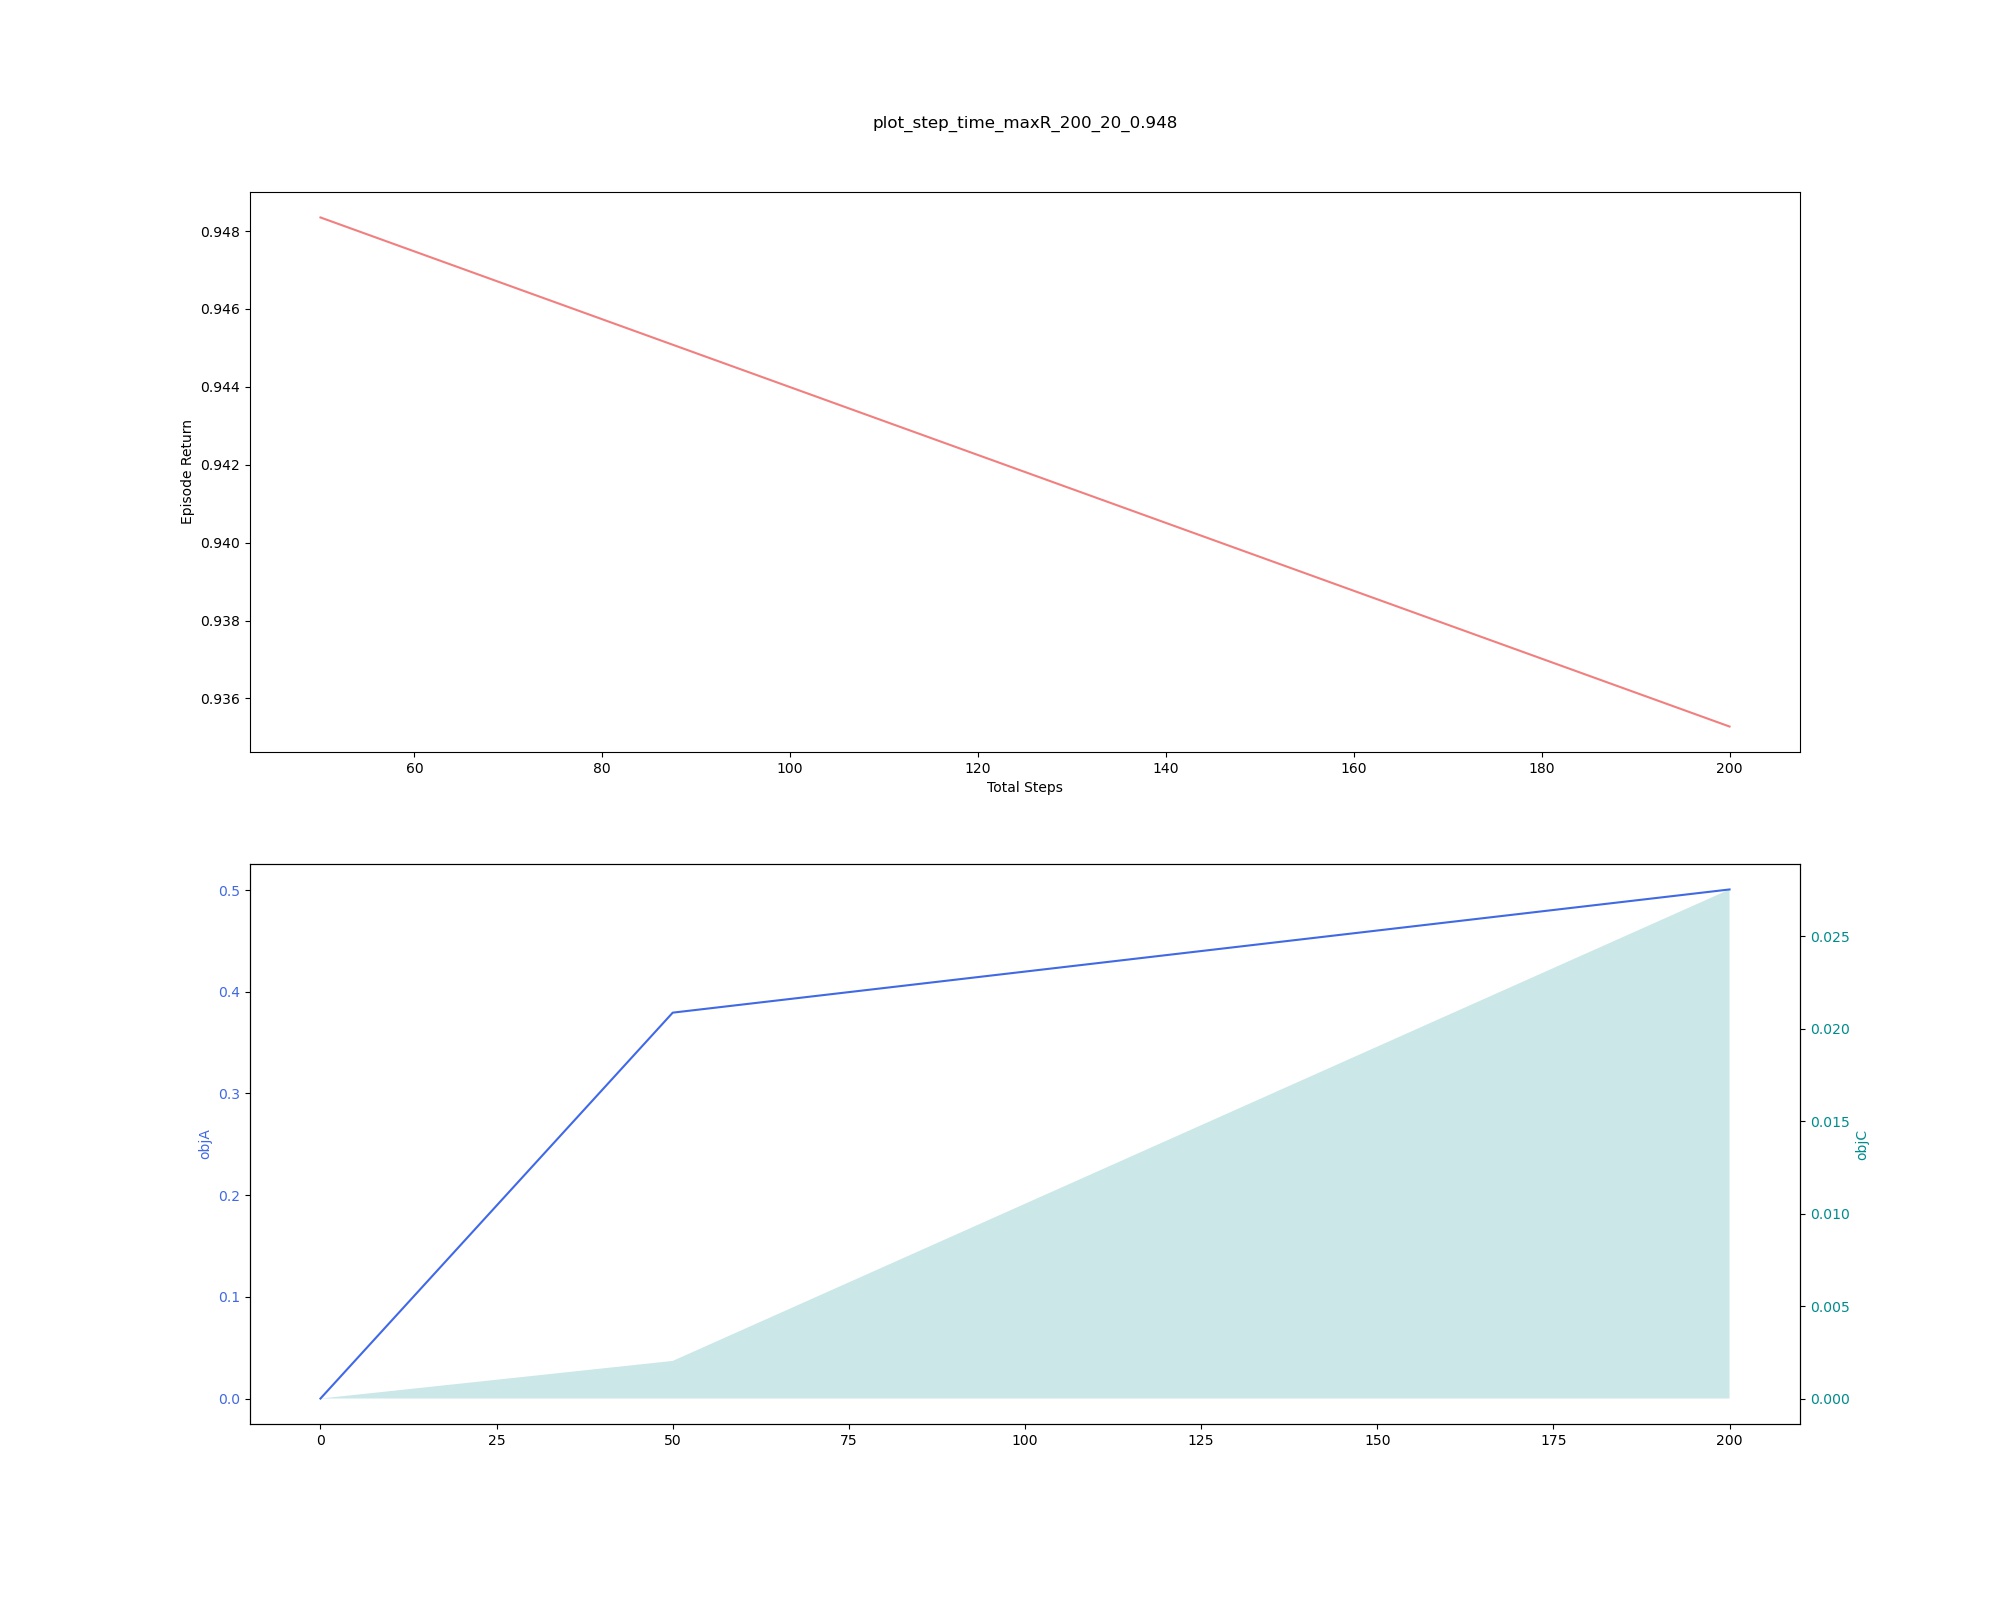 plot_step_time_maxR_200_20_0.948
0.948
0.946
0.944
0.942
0.940
0.938
0.936
Episode Return
60 80 100 120 140 160 180 200
Total Steps
0.5
0.4
0.3
0.2
0.1
0.0
objA
0.025
0.020
0.015
0.010
0.005
0.000
objC
0 25 50 75 100 125 150 175 200